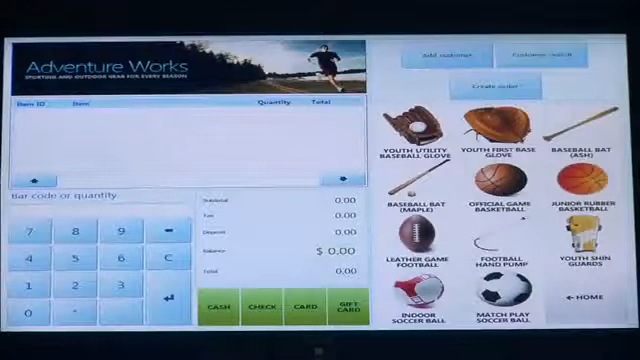 Adventure Works
SPORTING AND OUTDOOR GEAR FOR EVERY SEASON
Add customer
Customer search
Create order
Item ID Item Quantity Total
Bar code or quantity
7 8 9
4 5 6 C
1 2 3
0
Subtotal 0.00
Tax 0.00
Deposit 0.00
Balance $ 0.00
Total 0.00
CASH
CHECK
CARD
GIFT
CARD
YOUTH UTILITY
BASEBALL GLOVE
YOUTH FIRST BASE
GLOVE
BASEBALL BAT
(ASH)
BASEBALL BAT
(MAPLE)
OFFICIAL GAME
BASKETBALL
JUNIOR RUBBER
BASKETBALL
LEATHER GAME
FOOTBALL
FOOTBALL
HAND PUMP
YOUTH SHIN
GUARDS
INDOOR
SOCCER BALL
MATCH PLAY
SOCCER BALL
HOME